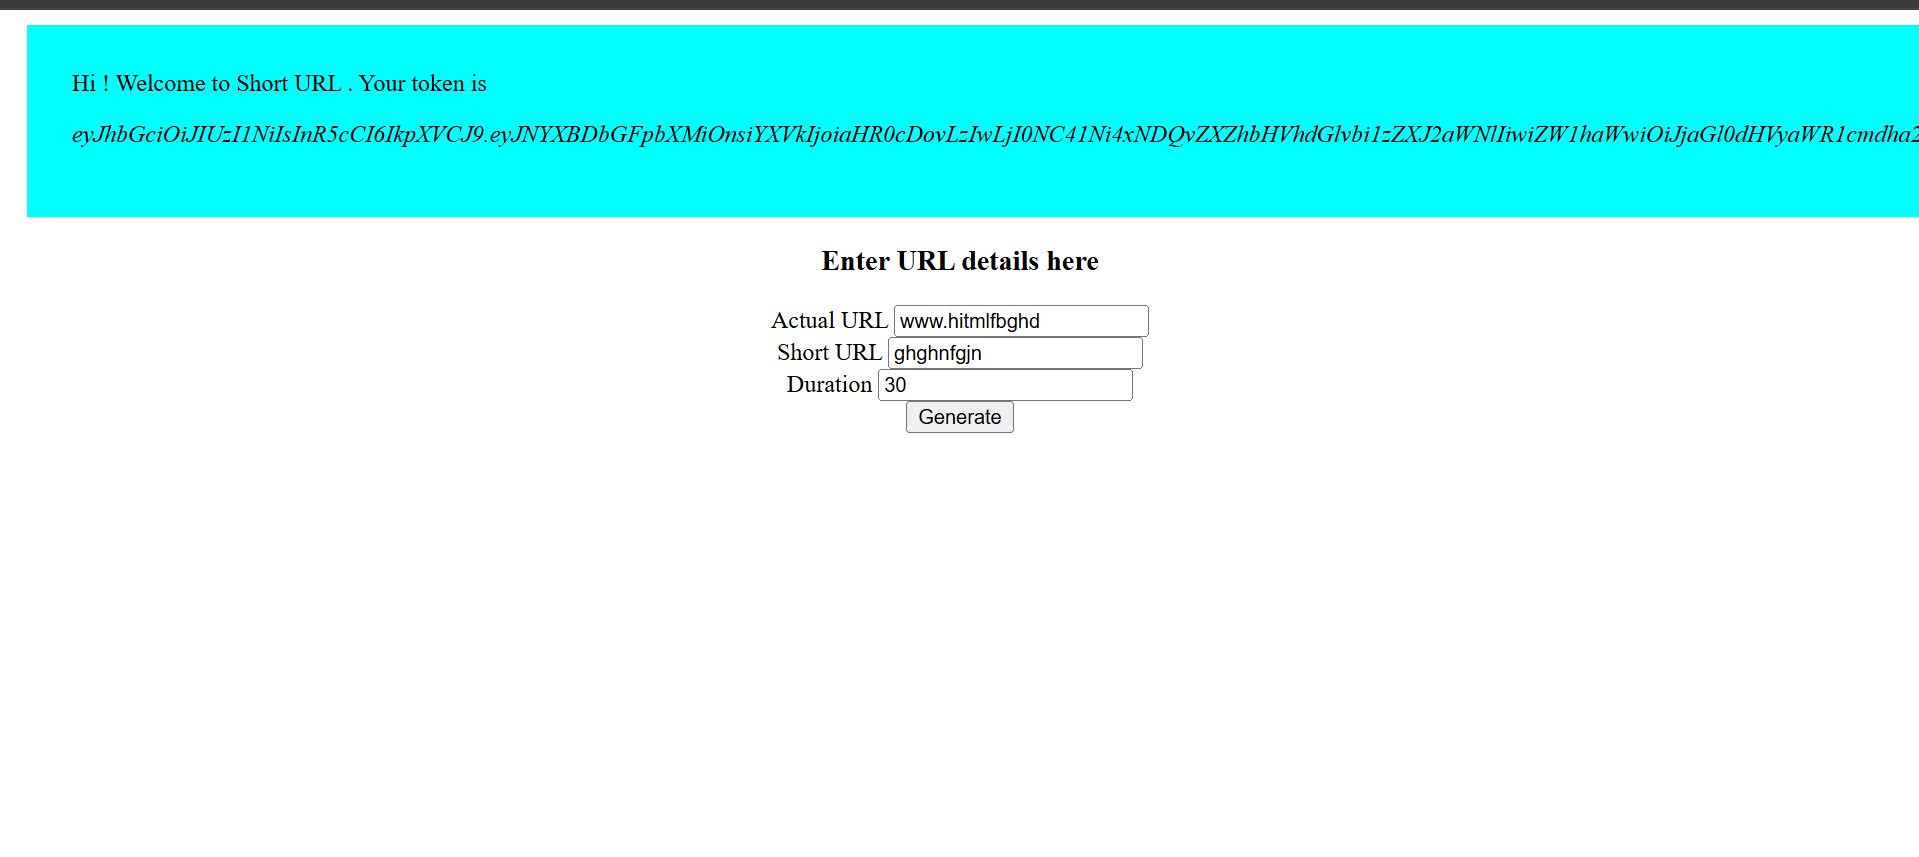 Hi ! Welcome to Short URL . Your token is
eyJhbGciOiJIUzI1NiIsInR5cCI6IkpXVCJ9.eyJNYXBDbGFpbXMiOnsiYXVkIjoiaHR0cDovLzIwLjI0NC41Ni4xNDQvZXZhbHVhdGlvbi1zZXJ2aWNlIiwiZW1haWwiOiJjaGl0dHVyaWR1cmdha2
Enter URL details here
Actual URL www.hitmlfbghd
Short URL ghghnfgjn
Duration 30
Generate